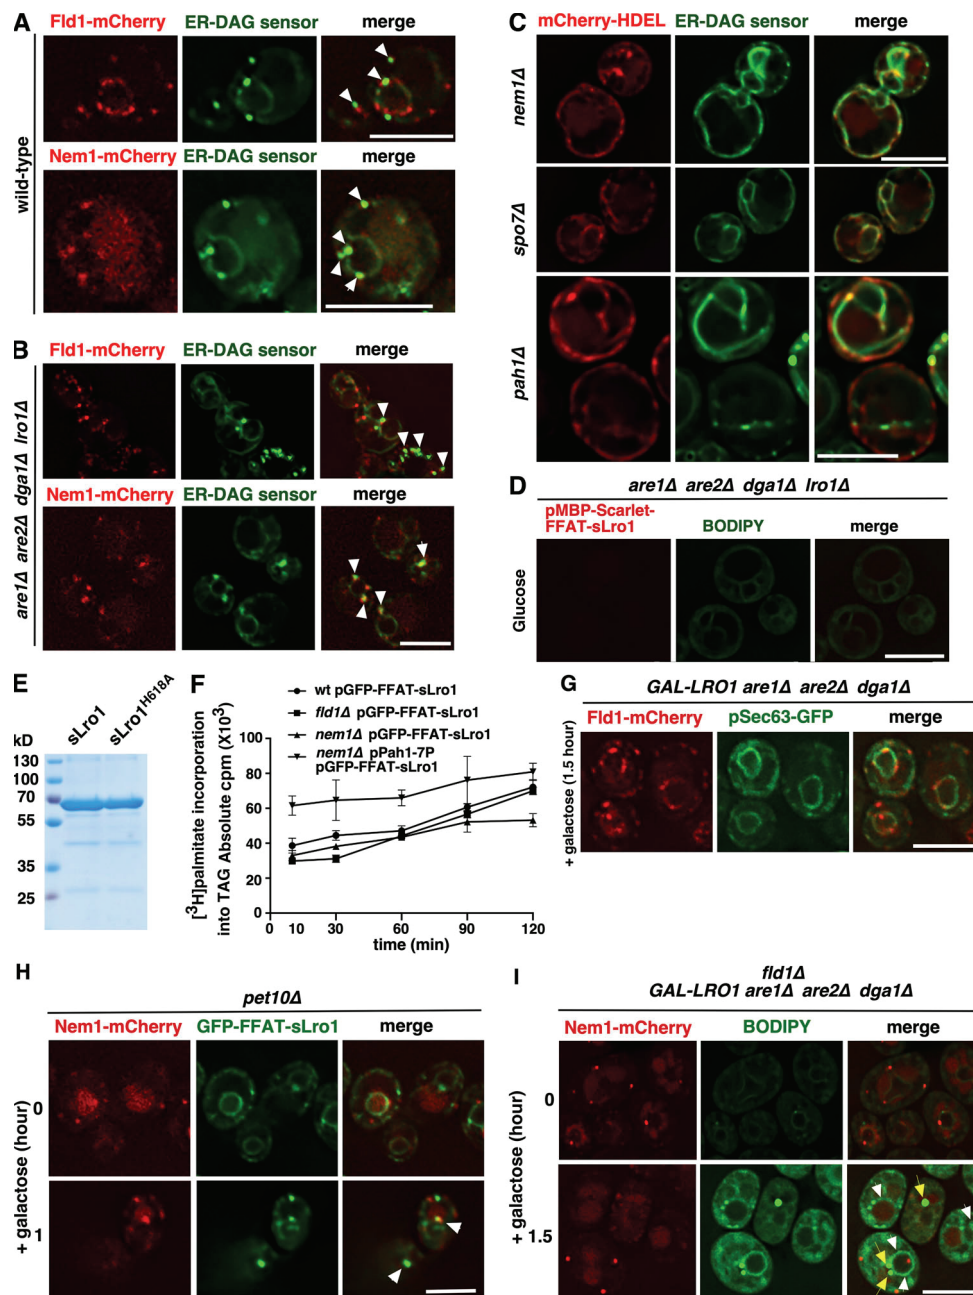 A
Fld1-mCherry ER-DAG sensor merge
wild-type
Nem1-mCherry ER-DAG sensor merge
B
Fld1-mCherry ER-DAG sensor merge
are1Δ are2Δ dga1Δ lro1Δ
Nem1-mCherry ER-DAG sensor merge
C
mCherry-HDEL ER-DAG sensor merge
nem1Δ
spo7Δ
pah1Δ
D
are1Δ are2Δ dga1Δ lro1Δ
pMBP-Scarlet-
FFAT-sLro1 BODIPY merge
Glucose
E
sLro1 sLro1^H618A
kD
130
100
70
55
35
25
F
wt pGFP-FFAT-sLro1
fld1Δ pGFP-FFAT-sLro1
nem1Δ pGFP-FFAT-sLro1
nem1Δ pPah1-7P
pGFP-FFAT-sLro1
[³H]palmitate incorporation
into TAG Absolute cpm (X10³)
100
80
60
40
20
0
0 10 30 60 90 120
time (min)
G
GAL-LRO1 are1Δ are2Δ dga1Δ
Fld1-mCherry pSec63-GFP merge
+ galactose (1.5 hour)
H
pet10Δ
Nem1-mCherry GFP-FFAT-sLro1 merge
+ galactose (hour)
0
1
I
fld1Δ
GAL-LRO1 are1Δ are2Δ dga1Δ
Nem1-mCherry BODIPY merge
+ galactose (hour)
0
1.5